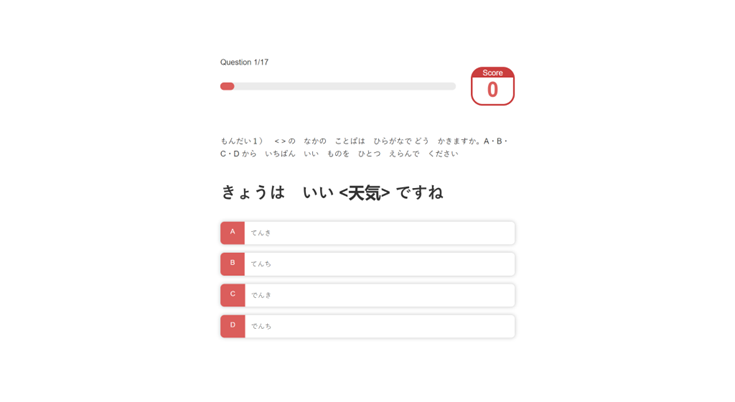 Question 1/17
Score
0
もんだい1）　< > の　なかの　ことばは　ひらがなで どう　かきますか。A・B・
C・D から　いちばん　いい　ものを　ひとつ　えらんで　ください
きょうは　いい <天気> ですね
A てんき
B てんち
C でんき
D でんち